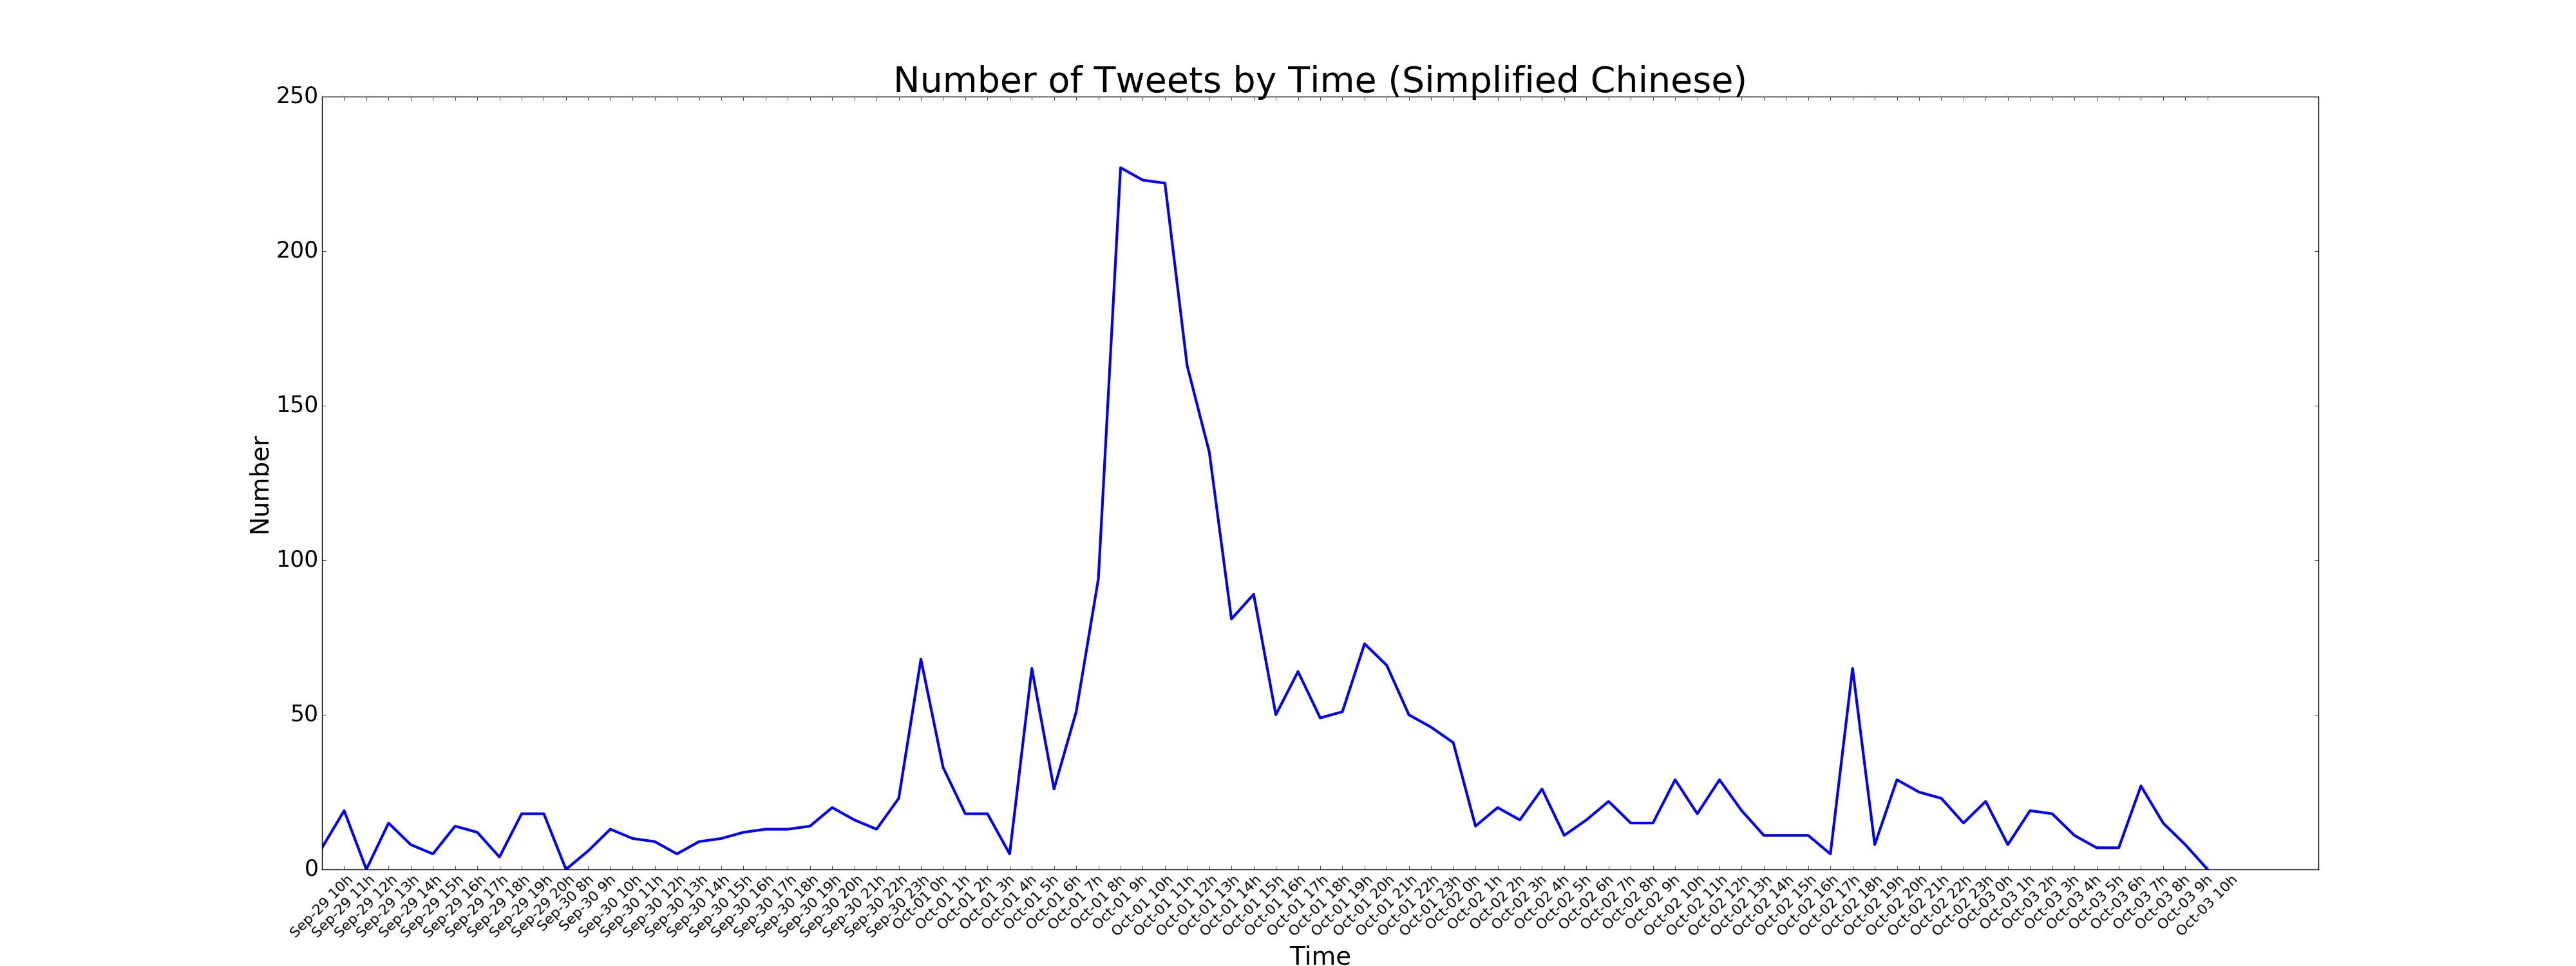 Number of Tweets by Time (Simplified Chinese)
250
200
150
100
50
0
Number
Sep-29 10h
Sep-29 11h
Sep-29 12h
Sep-29 13h
Sep-29 14h
Sep-29 15h
Sep-29 16h
Sep-29 17h
Sep-29 18h
Sep-29 19h
Sep-29 20h
Sep-30 8h
Sep-30 9h
Sep-30 10h
Sep-30 11h
Sep-30 12h
Sep-30 13h
Sep-30 14h
Sep-30 15h
Sep-30 16h
Sep-30 17h
Sep-30 18h
Sep-30 19h
Sep-30 20h
Sep-30 21h
Sep-30 22h
Sep-30 23h
Oct-01 0h
Oct-01 1h
Oct-01 2h
Oct-01 3h
Oct-01 4h
Oct-01 5h
Oct-01 6h
Oct-01 7h
Oct-01 8h
Oct-01 9h
Oct-01 10h
Oct-01 11h
Oct-01 12h
Oct-01 13h
Oct-01 14h
Oct-01 15h
Oct-01 16h
Oct-01 17h
Oct-01 18h
Oct-01 19h
Oct-01 20h
Oct-01 21h
Oct-01 22h
Oct-01 23h
Oct-02 0h
Oct-02 1h
Oct-02 2h
Oct-02 3h
Oct-02 4h
Oct-02 5h
Oct-02 6h
Oct-02 7h
Oct-02 8h
Oct-02 9h
Oct-02 10h
Oct-02 11h
Oct-02 12h
Oct-02 13h
Oct-02 14h
Oct-02 15h
Oct-02 16h
Oct-02 17h
Oct-02 18h
Oct-02 19h
Oct-02 20h
Oct-02 21h
Oct-02 22h
Oct-02 23h
Oct-03 0h
Oct-03 1h
Oct-03 2h
Oct-03 3h
Oct-03 4h
Oct-03 5h
Oct-03 6h
Oct-03 7h
Oct-03 8h
Oct-03 9h
Oct-03 10h
Time